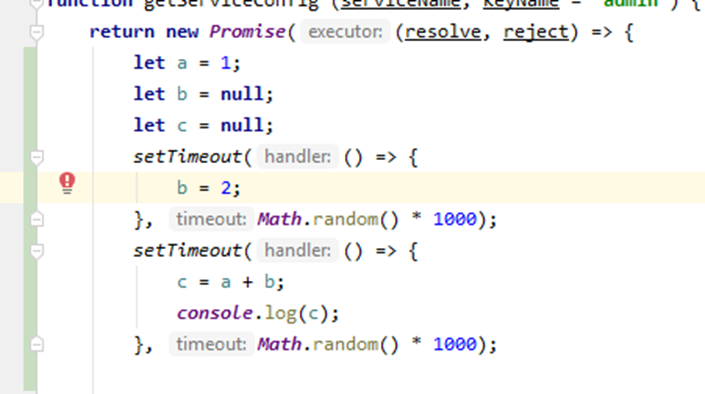 function getServiceConfig (serviceName, keyName = 'admin') {
return new Promise( executor: (resolve, reject) => {
let a = 1;
let b = null;
let c = null;
setTimeout( handler: () => {
b = 2;
}, timeout: Math.random() * 1000);
setTimeout( handler: () => {
c = a + b;
console.log(c);
}, timeout: Math.random() * 1000);